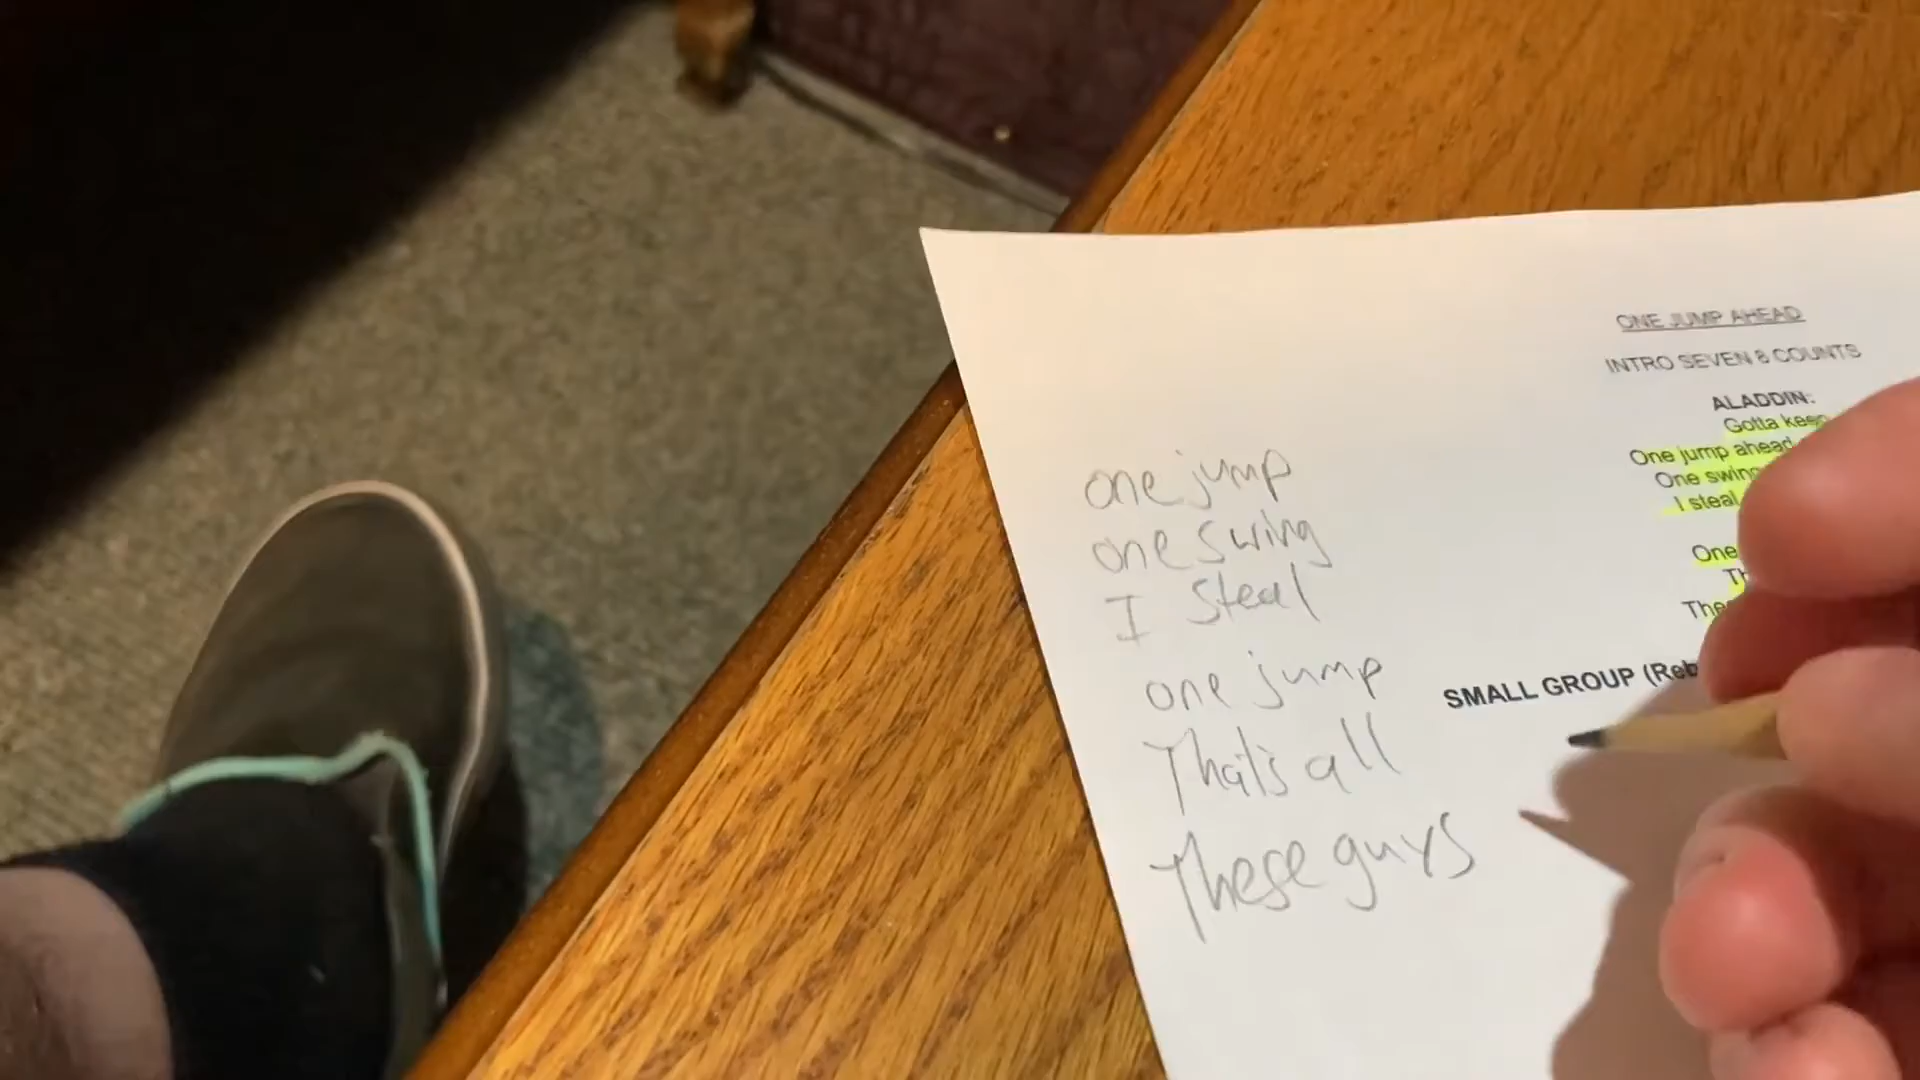 ONE JUMP AHEAD
INTRO SEVEN 8 COUNTS
ALADDIN:
Gotta keep
One jump ahead
One swing
I steal
One
SMALL GROUP (Reb
one jump
one swing
I steal
one jump
That's all
These guys